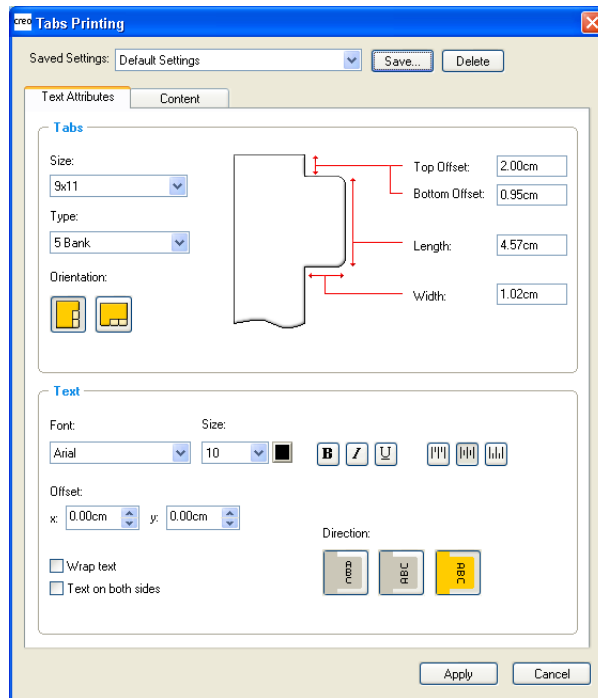 creo Tabs Printing
Saved Settings: Default Settings Save... Delete
Text Attributes Content
Tabs
Size:
9x11
Type:
5 Bank
Orientation:
Top Offset: 2.00cm
Bottom Offset: 0.95cm
Length: 4.57cm
Width: 1.02cm
Text
Font: Size:
Arial 10 B I U
Offset:
x: 0.00cm y: 0.00cm
Direction:
Wrap text
Text on both sides
ABC ABC ABC
Apply Cancel